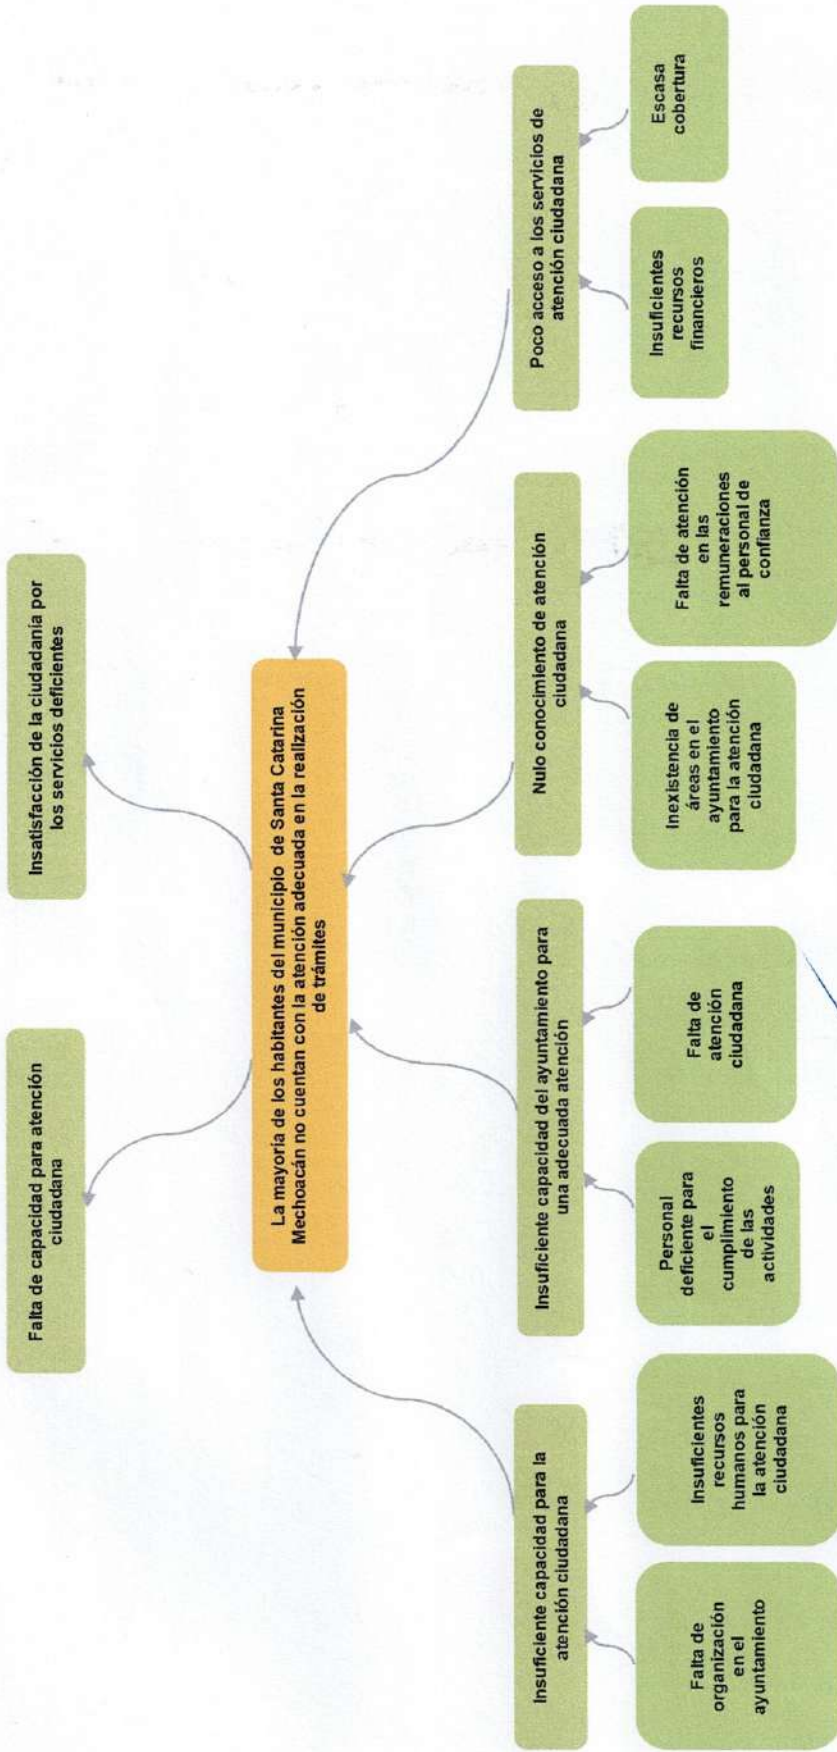 Falta de capacidad para atención
ciudadana
Insatisfacción de la ciudadanía por
los servicios deficientes
La mayoría de los habitantes del municipio de Santa Catarina
Mechoacán no cuentan con la atención adecuada en la realización
de trámites
Insuficiente capacidad para la
atención ciudadana
Insuficiente capacidad del ayuntamiento para
una adecuada atención
Nulo conocimiento de atención
ciudadana
Poco acceso a los servicios de
atención ciudadana
Falta de
organización
en el
ayuntamiento
Insuficientes
recursos
humanos para
la atención
ciudadana
Personal
deficiente para
el
cumplimiento
de las
actividades
Falta de
atención
ciudadana
Inexistencia de
áreas en el
ayuntamiento
para la atención
ciudadana
Falta de atención
en las
remuneraciones
al personal de
confianza
Insuficientes
recursos
financieros
Escasa
cobertura